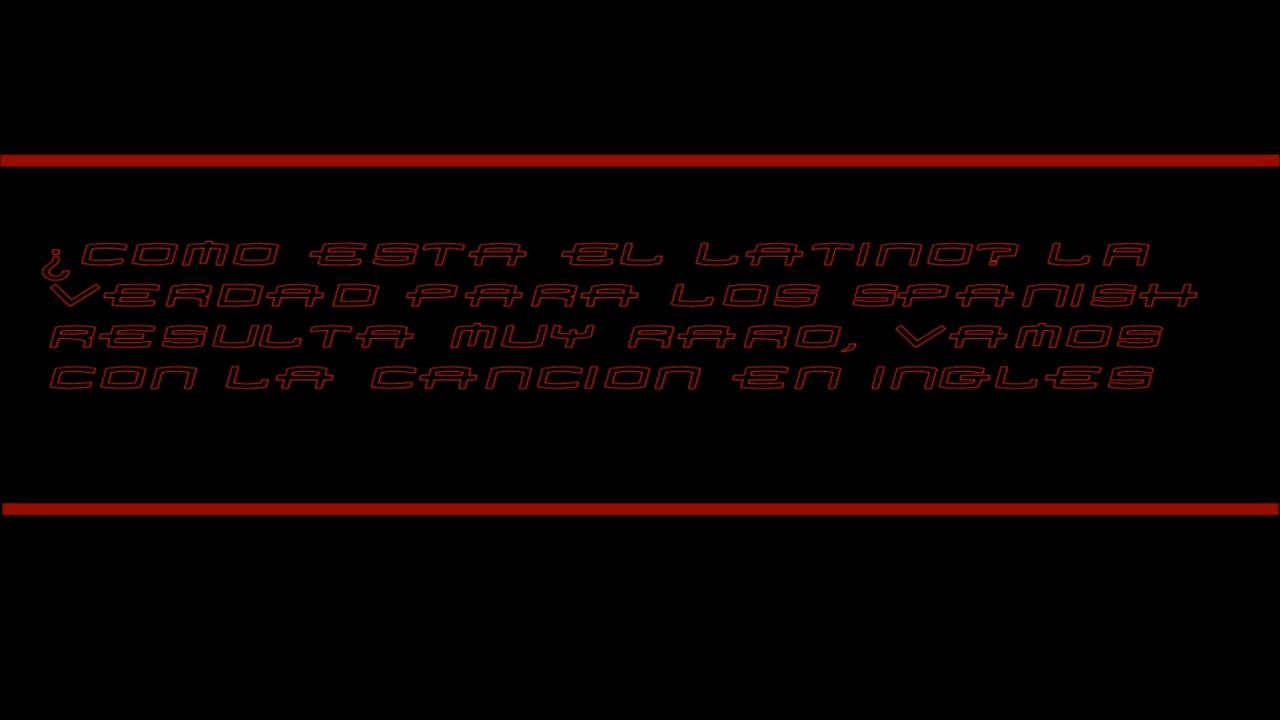 ¿COMO ESTA EL LATINO? LA
VERDAD PARA LOS SPANISH
RESULTA MUY RARO, VAMOS
CON LA CANCION EN INGLES